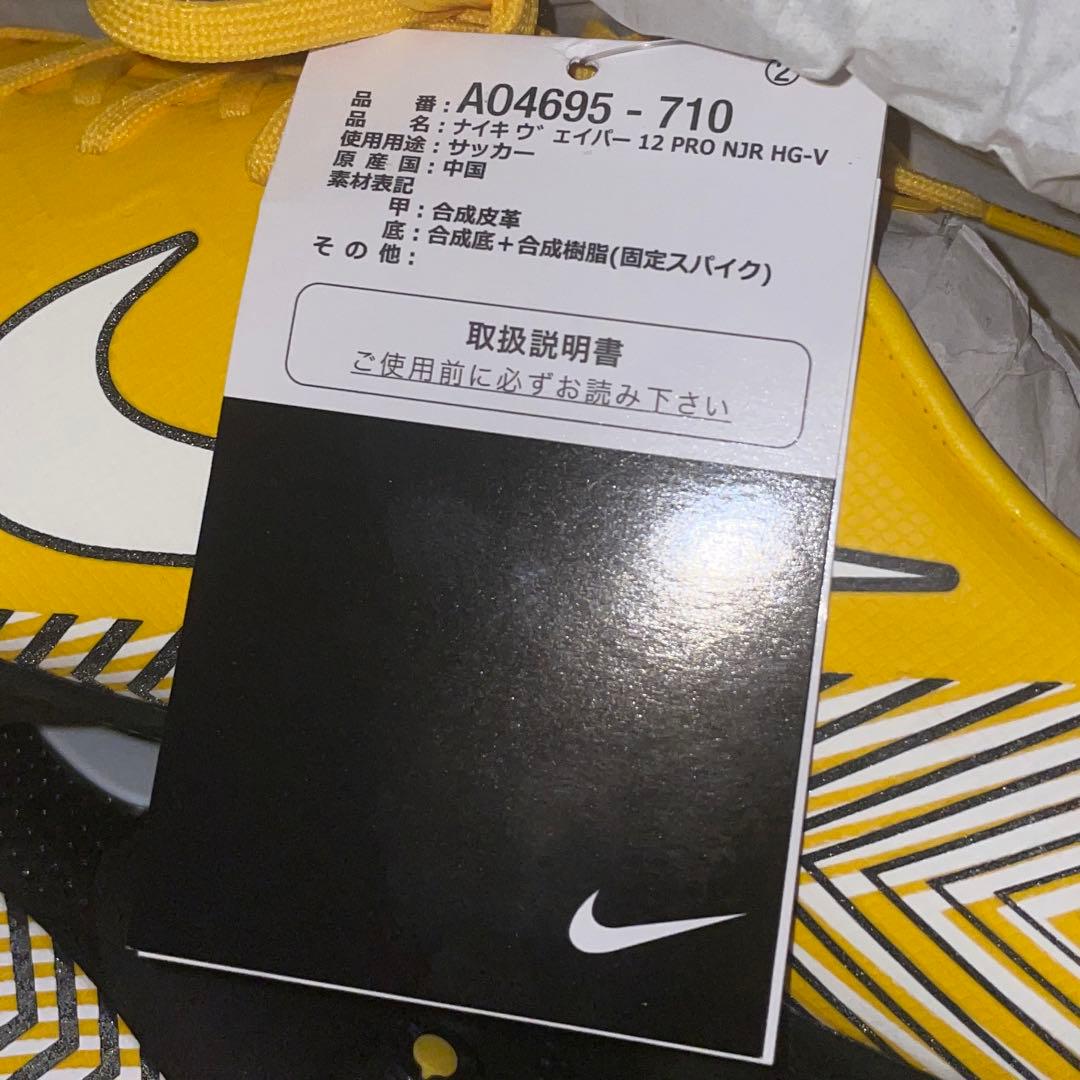 ②
品 番：AO4695 - 710
品 名：ナイキ ヴェイパー 12 PRO NJR HG-V
使用用途：サッカー
原 産 国：中国
素材表記
甲：合成皮革
底：合成底＋合成樹脂(固定スパイク)
そ の 他：
取扱説明書
ご使用前に必ずお読み下さい